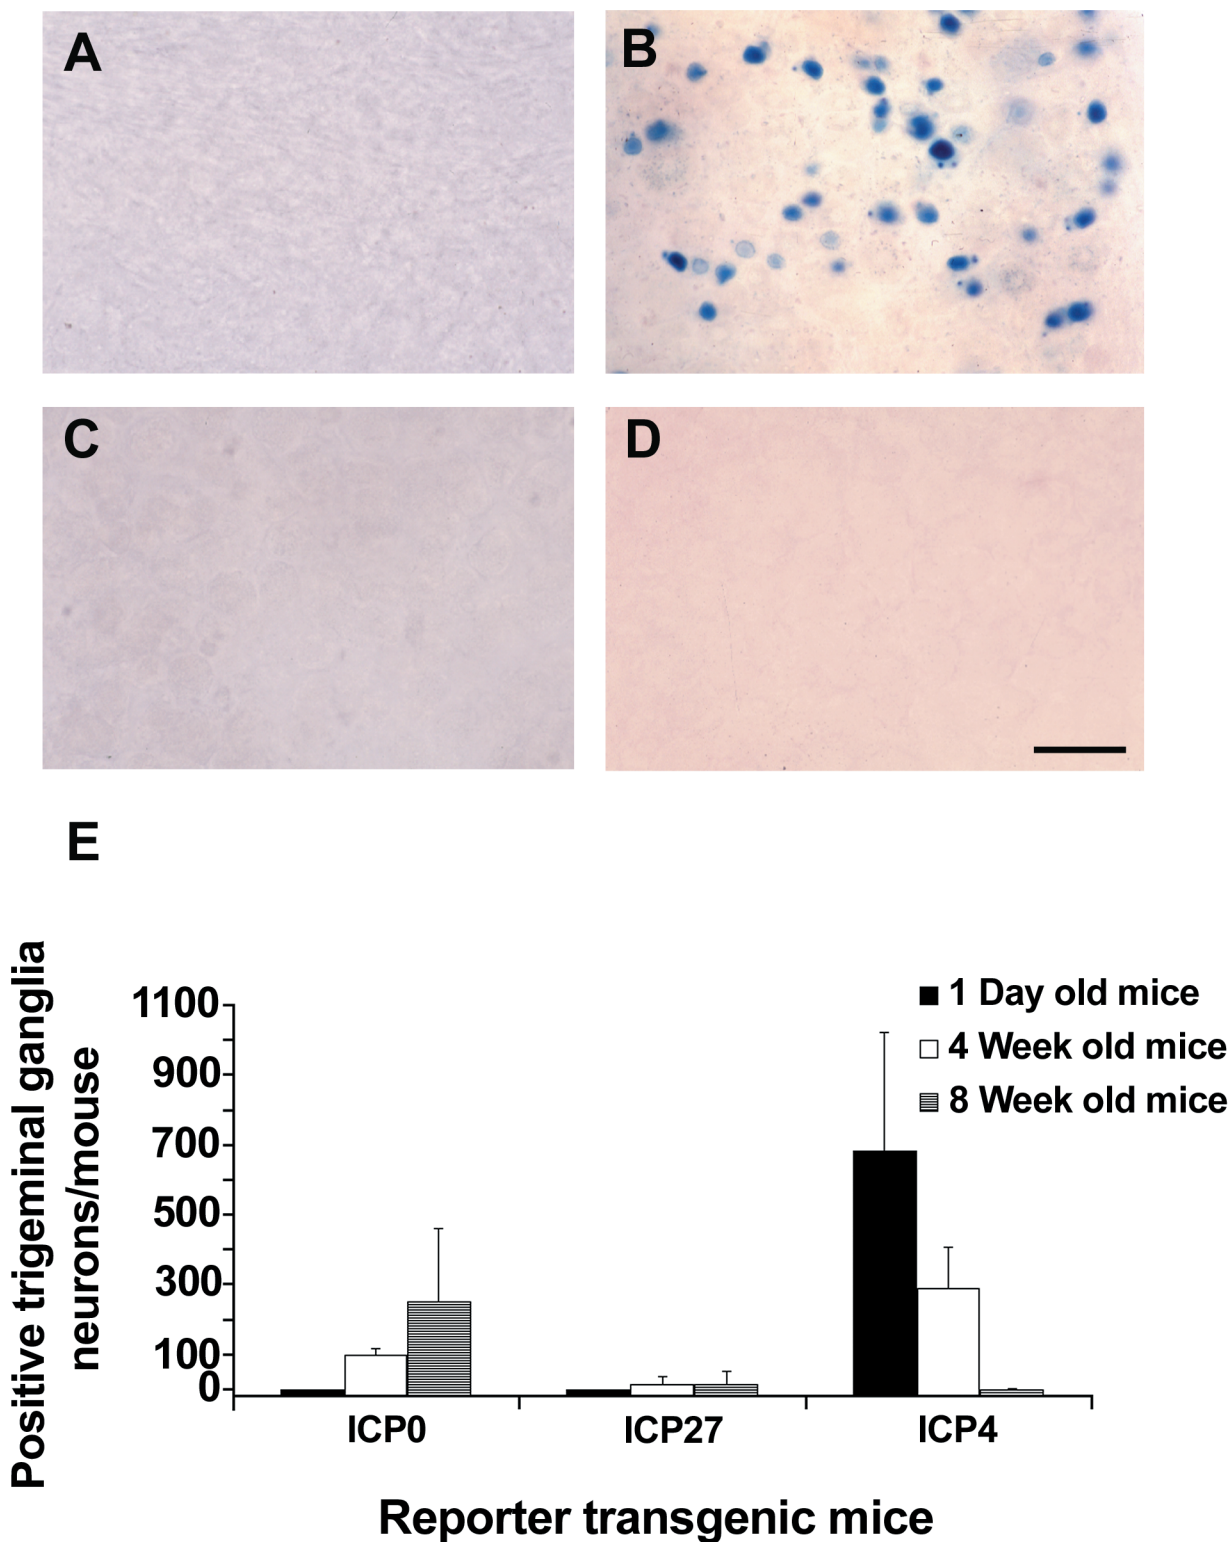 A
B
C
D
E
Positive trigeminal ganglia
neurons/mouse
1100
900
700
500
300
100
0
1 Day old mice
4 Week old mice
8 Week old mice
ICP0
ICP27
ICP4
Reporter transgenic mice